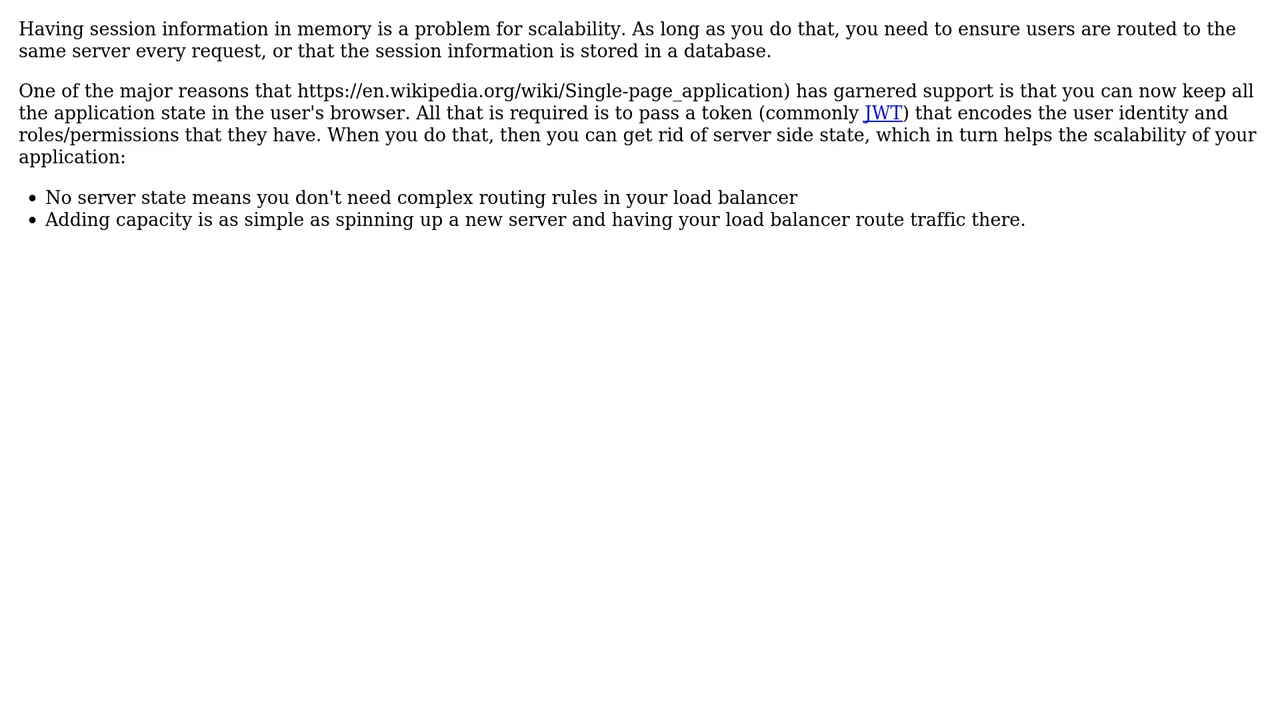 Having session information in memory is a problem for scalability. As long as you do that, you need to ensure users are routed to the
same server every request, or that the session information is stored in a database.
One of the major reasons that https://en.wikipedia.org/wiki/Single-page_application) has garnered support is that you can now keep all
the application state in the user's browser. All that is required is to pass a token (commonly JWT) that encodes the user identity and
roles/permissions that they have. When you do that, then you can get rid of server side state, which in turn helps the scalability of your
application:
• No server state means you don't need complex routing rules in your load balancer
• Adding capacity is as simple as spinning up a new server and having your load balancer route traffic there.